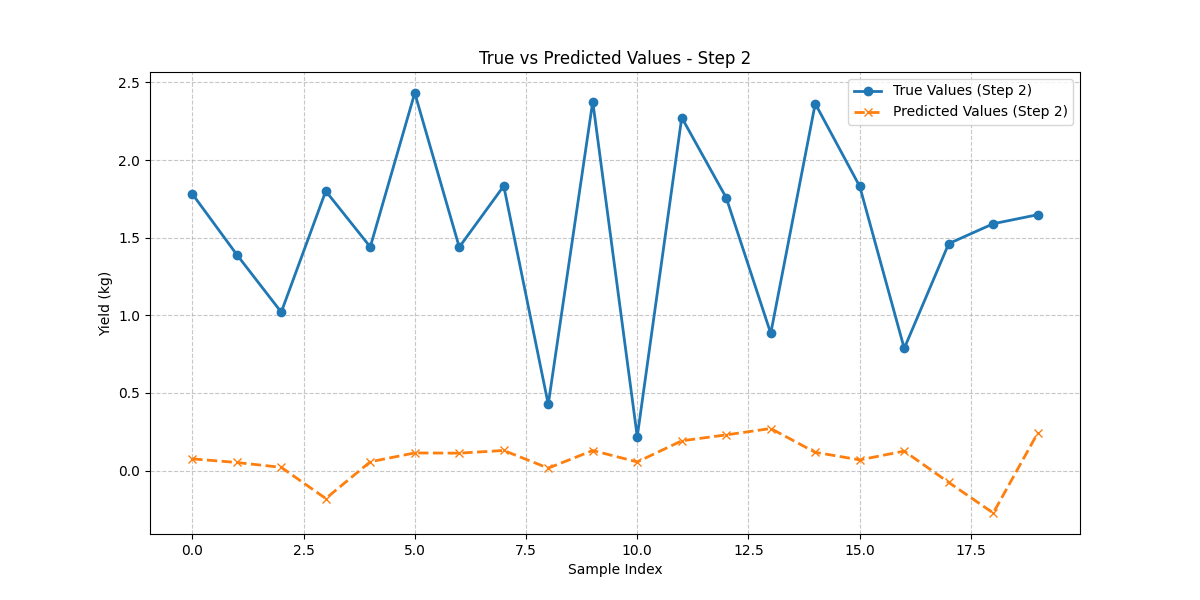 True vs Predicted Values - Step 2
True Values (Step 2)
Predicted Values (Step 2)
Yield (kg)
2.5
2.0
1.5
1.0
0.5
0.0
0.0 2.5 5.0 7.5 10.0 12.5 15.0 17.5
Sample Index